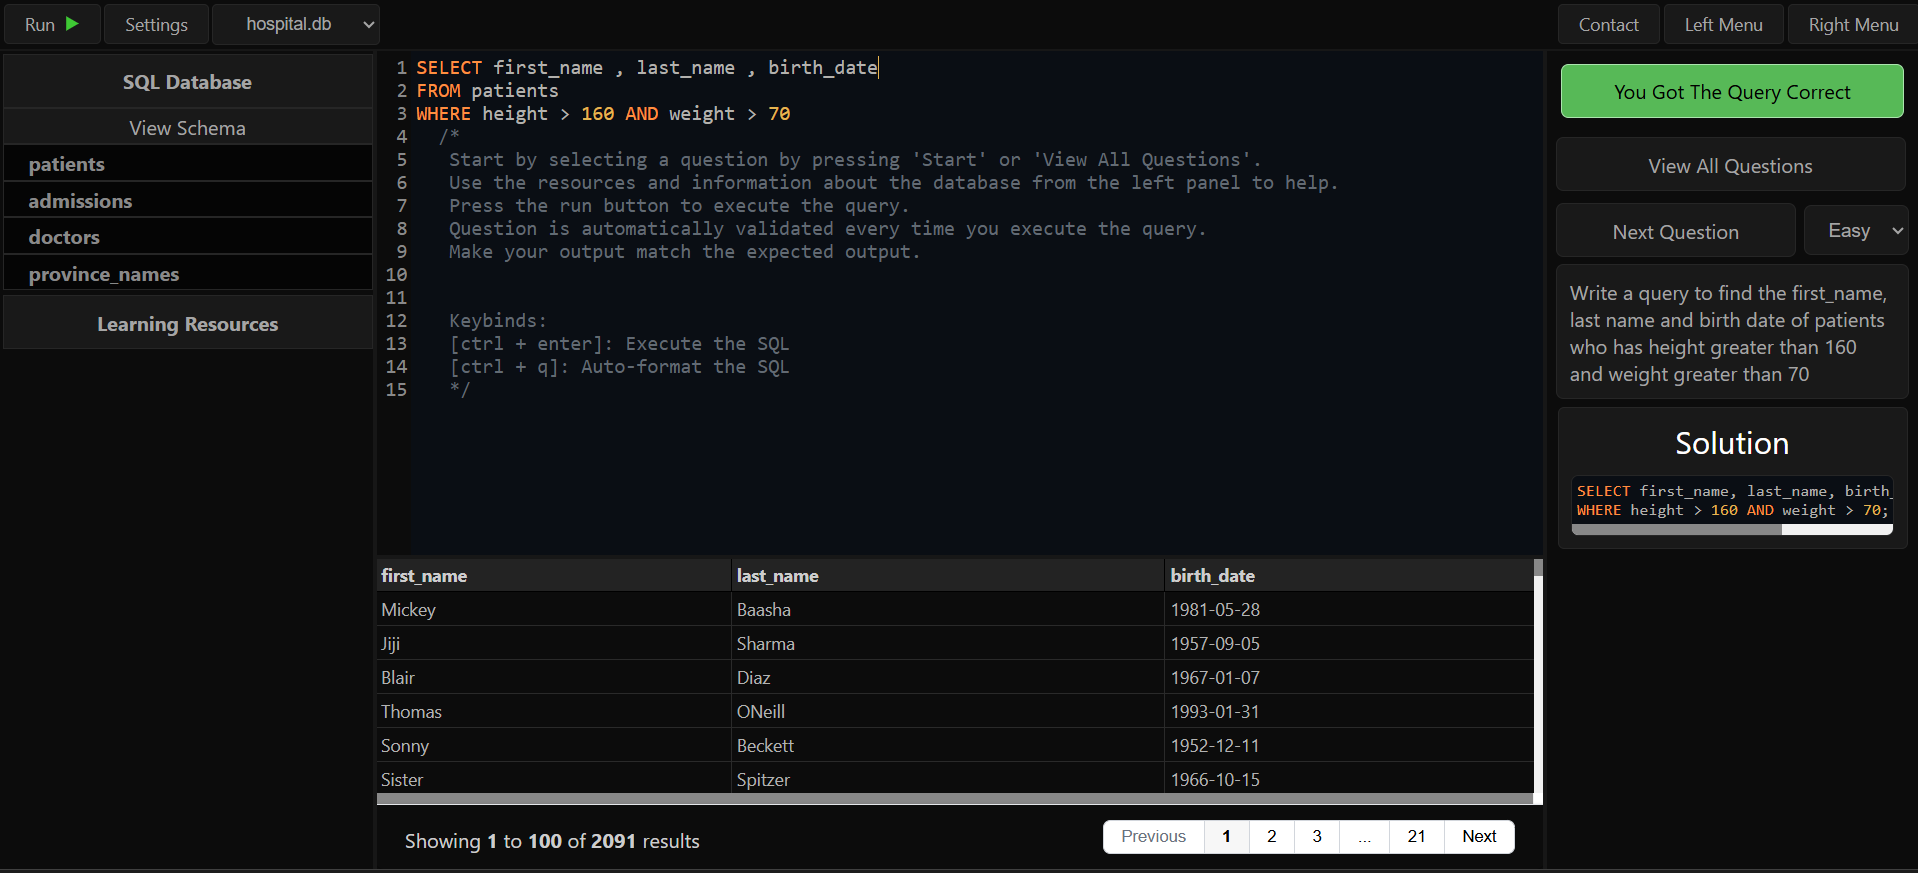 Run
Settings
hospital.db
Contact
Left Menu
Right Menu
SQL Database
View Schema
patients
admissions
doctors
province_names
Learning Resources
1 SELECT first_name , last_name , birth_date
2 FROM patients
3 WHERE height > 160 AND weight > 70
4 /*
5 Start by selecting a question by pressing 'Start' or 'View All Questions'.
6 Use the resources and information about the database from the left panel to help.
7 Press the run button to execute the query.
8 Question is automatically validated every time you execute the query.
9 Make your output match the expected output.
10
11
12 Keybinds:
13 [ctrl + enter]: Execute the SQL
14 [ctrl + q]: Auto-format the SQL
15 */
first_name last_name birth_date
Mickey Baasha 1981-05-28
Jiji Sharma 1957-09-05
Blair Diaz 1967-01-07
Thomas ONeill 1993-01-31
Sonny Beckett 1952-12-11
Sister Spitzer 1966-10-15
Showing 1 to 100 of 2091 results
Previous 1 2 3 ... 21 Next
You Got The Query Correct
View All Questions
Next Question
Easy
Write a query to find the first_name,
last name and birth date of patients
who has height greater than 160
and weight greater than 70
Solution
SELECT first_name, last_name, birth_
WHERE height > 160 AND weight > 70;